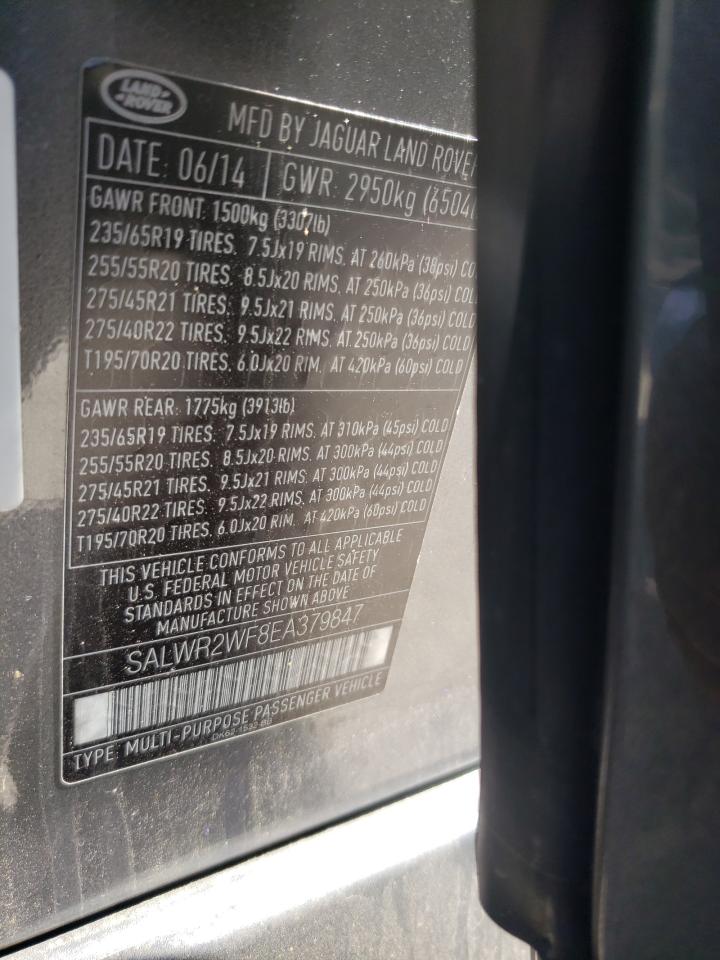 LAND
ROVER
MFD BY JAGUAR LAND ROVE
DATE: 06/14 GWR: 2950kg (6504
GAWR FRONT: 1500kg (3307lb)
235/65R19 TIRES, 7.5Jx19 RIMS, AT 260kPa (38psi) CO
255/55R20 TIRES, 8.5Jx20 RIMS, AT 250kPa (36psi) CO
275/45R21 TIRES, 9.5Jx21 RIMS, AT 250kPa (36psi) COLD
275/40R22 TIRES, 9.5Jx22 RIMS, AT 250kPa (36psi) COLD
T195/70R20 TIRES, 6.0Jx20 RIM, AT 420kPa (60psi) COLD
GAWR REAR: 1775kg (3913lb)
235/65R19 TIRES, 7.5Jx19 RIMS, AT 310kPa (45psi) COLD
255/55R20 TIRES, 8.5Jx20 RIMS, AT 300kPa (44psi) COLD
275/45R21 TIRES, 9.5Jx21 RIMS, AT 300kPa (44psi) COLD
275/40R22 TIRES, 9.5Jx22 RIMS, AT 300kPa (44psi) COLD
T195/70R20 TIRES, 6.0Jx20 RIM, AT 420kPa (60psi) COLD
THIS VEHICLE CONFORMS TO ALL APPLICABLE
U.S. FEDERAL MOTOR VEHICLE SAFETY
STANDARDS IN EFFECT ON THE DATE OF
MANUFACTURE SHOWN ABOVE
SALWR2WF8EA379847
TYPE: MULTI-PURPOSE PASSENGER VEHICLE